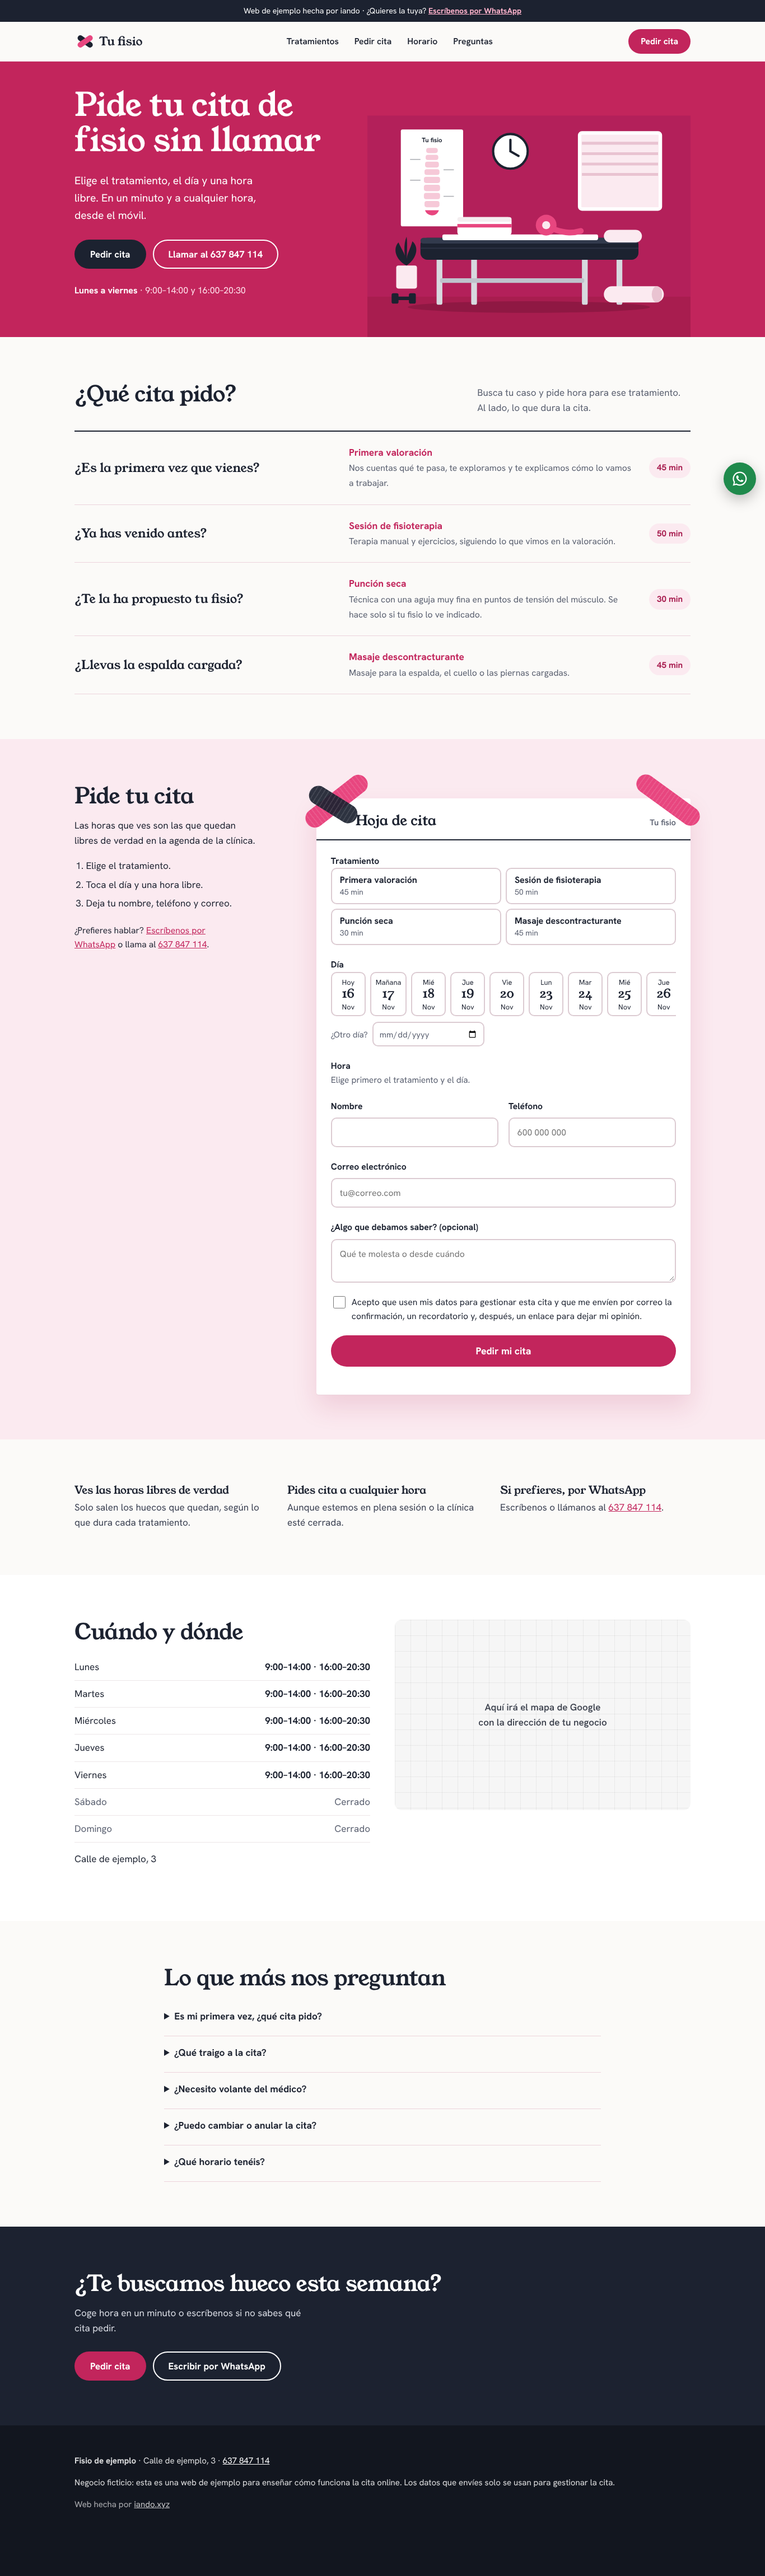 Web de ejemplo hecha por iando · ¿Quieres la tuya? Escríbenos por WhatsApp
Tu fisio
Tratamientos
Pedir cita
Horario
Preguntas
Pedir cita
Pide tu cita de
fisio sin llamar
Elige el tratamiento, el día y una hora
libre. En un minuto y a cualquier hora,
desde el móvil.
Pedir cita
Llamar al 637 847 114
Lunes a viernes · 9:00–14:00 y 16:00–20:30
Tu fisio
¿Qué cita pido?
Busca tu caso y pide hora para ese tratamiento.
Al lado, lo que dura la cita.
¿Es la primera vez que vienes?
Primera valoración
Nos cuentas qué te pasa, te exploramos y te explicamos cómo lo vamos
a trabajar.
45 min
¿Ya has venido antes?
Sesión de fisioterapia
Terapia manual y ejercicios, siguiendo lo que vimos en la valoración.
50 min
¿Te la ha propuesto tu fisio?
Punción seca
Técnica con una aguja muy fina en puntos de tensión del músculo. Se
hace solo si tu fisio lo ve indicado.
30 min
¿Llevas la espalda cargada?
Masaje descontracturante
Masaje para la espalda, el cuello o las piernas cargadas.
45 min
Pide tu cita
Las horas que ves son las que quedan
libres de verdad en la agenda de la clínica.
1. Elige el tratamiento.
2. Toca el día y una hora libre.
3. Deja tu nombre, teléfono y correo.
¿Prefieres hablar? Escríbenos por
WhatsApp o llama al 637 847 114.
Hoja de cita
Tu fisio
Tratamiento
Primera valoración
45 min
Sesión de fisioterapia
50 min
Punción seca
30 min
Masaje descontracturante
45 min
Día
Hoy
16
Nov
Mañana
17
Nov
Mié
18
Nov
Jue
19
Nov
Vie
20
Nov
Lun
23
Nov
Mar
24
Nov
Mié
25
Nov
Jue
26
Nov
¿Otro día?
mm/dd/yyyy
Hora
Elige primero el tratamiento y el día.
Nombre
Teléfono
600 000 000
Correo electrónico
tu@correo.com
¿Algo que debamos saber? (opcional)
Qué te molesta o desde cuándo
Acepto que usen mis datos para gestionar esta cita y que me envíen por correo la
confirmación, un recordatorio y, después, un enlace para dejar mi opinión.
Pedir mi cita
Ves las horas libres de verdad
Solo salen los huecos que quedan, según lo
que dura cada tratamiento.
Pides cita a cualquier hora
Aunque estemos en plena sesión o la clínica
esté cerrada.
Si prefieres, por WhatsApp
Escríbenos o llámanos al 637 847 114.
Cuándo y dónde
Lunes
9:00–14:00 · 16:00–20:30
Martes
9:00–14:00 · 16:00–20:30
Miércoles
9:00–14:00 · 16:00–20:30
Jueves
9:00–14:00 · 16:00–20:30
Viernes
9:00–14:00 · 16:00–20:30
Sábado
Cerrado
Domingo
Cerrado
Calle de ejemplo, 3
Aquí irá el mapa de Google
con la dirección de tu negocio
Lo que más nos preguntan
Es mi primera vez, ¿qué cita pido?
¿Qué traigo a la cita?
¿Necesito volante del médico?
¿Puedo cambiar o anular la cita?
¿Qué horario tenéis?
¿Te buscamos hueco esta semana?
Coge hora en un minuto o escríbenos si no sabes qué
cita pedir.
Pedir cita
Escribir por WhatsApp
Fisio de ejemplo · Calle de ejemplo, 3 · 637 847 114
Negocio ficticio: esta es una web de ejemplo para enseñar cómo funciona la cita online. Los datos que envíes solo se usan para gestionar la cita.
Web hecha por iando.xyz